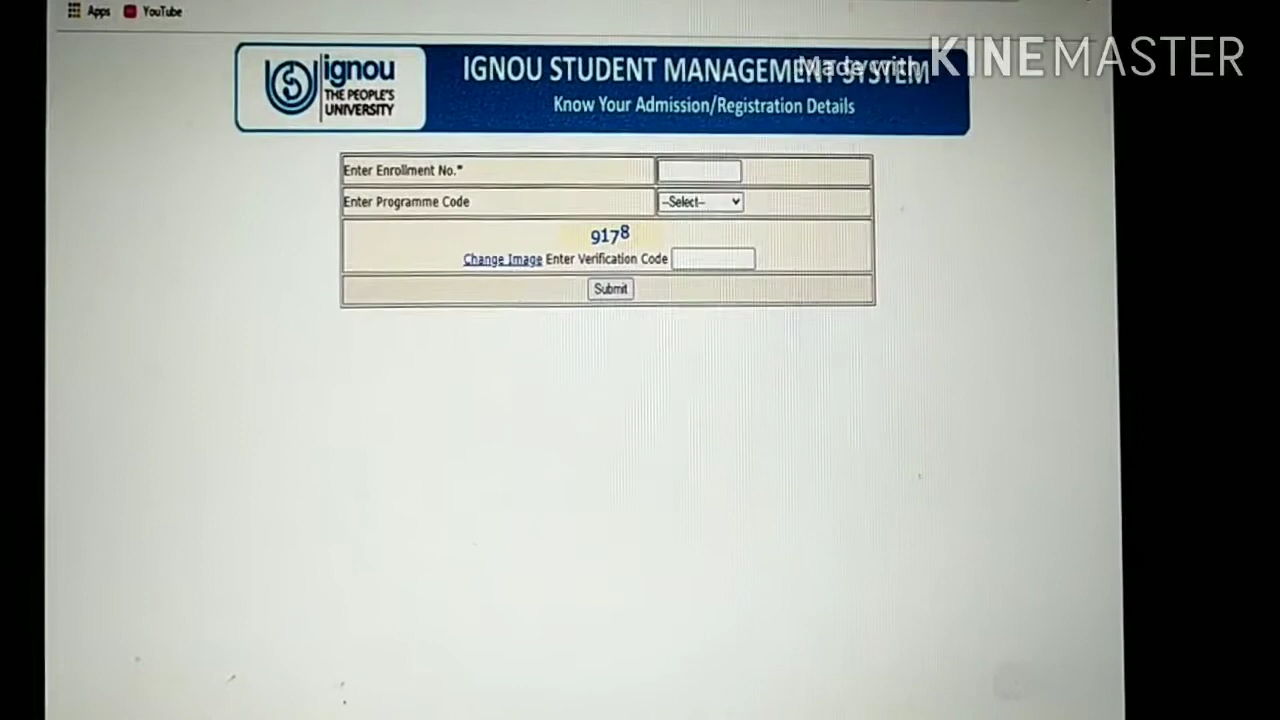 Apps YouTube
Made with KINEMASTER
ignou
THE PEOPLE'S
UNIVERSITY
IGNOU STUDENT MANAGEMENT SYSTEM
Know Your Admission/Registration Details
Enter Enrollment No.*
Enter Programme Code --Select--
9178
Change Image Enter Verification Code
Submit